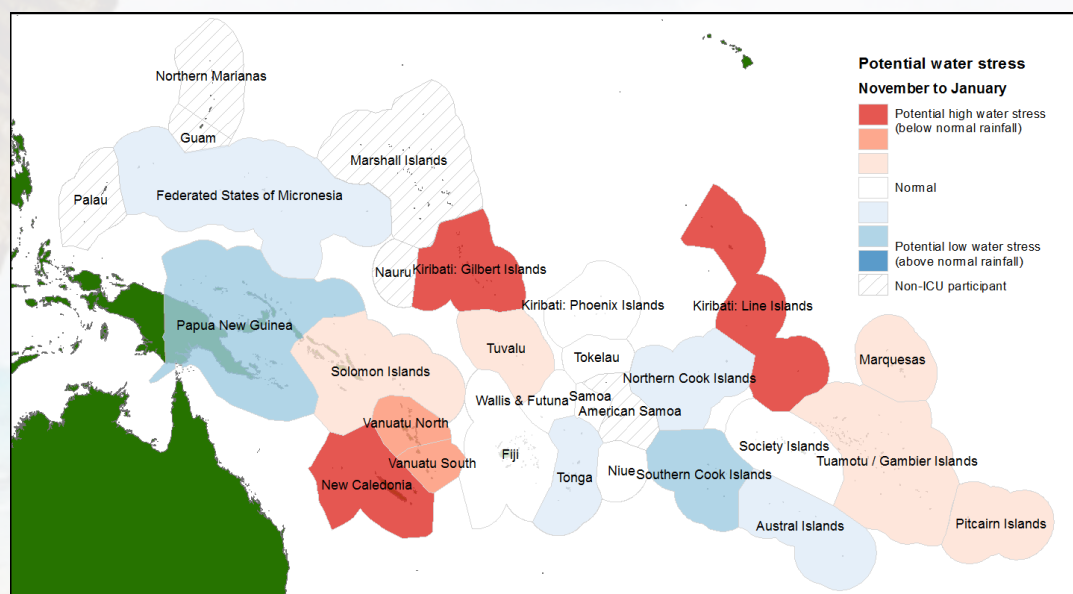 Potential water stress
November to January
Potential high water stress
(below normal rainfall)
Normal
Potential low water stress
(above normal rainfall)
Non-ICU participant
Northern Marianas
Guam
Marshall Islands
Palau
Federated States of Micronesia
Nauru
Kiribati: Gilbert Islands
Kiribati: Phoenix Islands
Kiribati: Line Islands
Papua New Guinea
Tuvalu
Tokelau
Marquesas
Solomon Islands
Northern Cook Islands
Wallis & Futuna
Samoa
American Samoa
Vanuatu North
Society Islands
Fiji
Vanuatu South
Tuamotu / Gambier Islands
Niue
Southern Cook Islands
Tonga
New Caledonia
Austral Islands
Pitcairn Islands